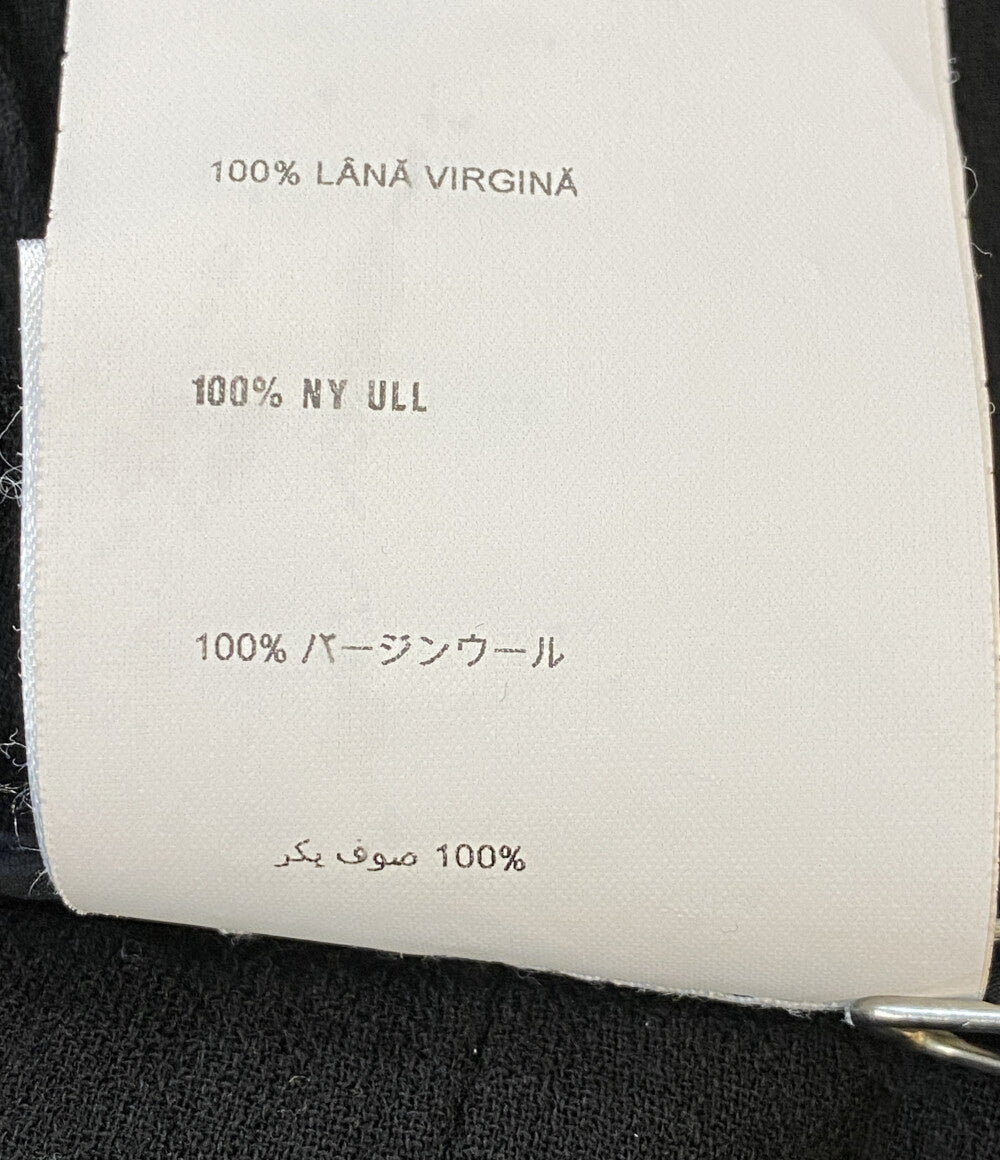 100% LÂNĂ VIRGINĂ
100% NY ULL
100% バージンウール
100% صوف بكر